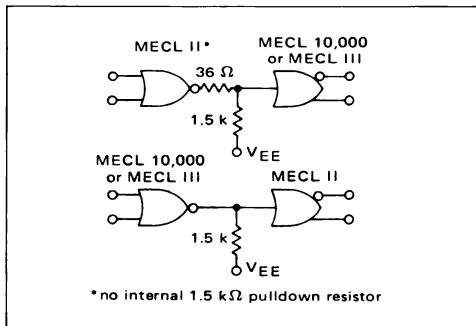 MECL II*
MECL 10,000
or MECL III
36 Ω
1.5 k
VEE
MECL 10,000
or MECL III
MECL II
1.5 k
VEE
*no internal 1.5 kΩ pulldown resistor